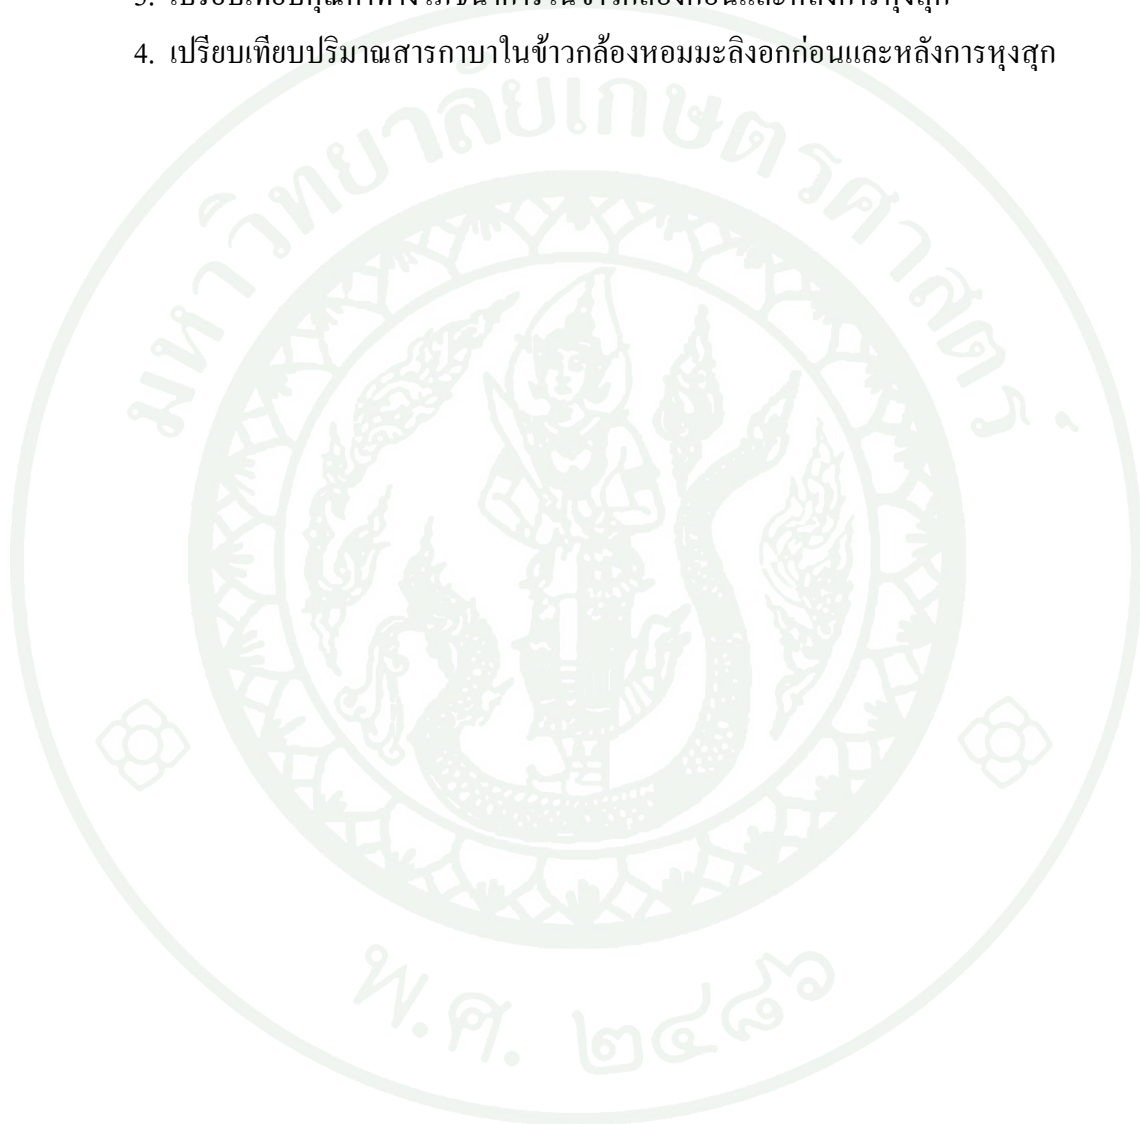 4. เปรียบเทียบปริมาณสารกาบาในข้าวกล้องหอมมะลิงอกก่อนและหลังการหุงสุก
มหาวิทยาลัยเกษตรศาสตร์
พ.ศ. ๒๔๘๖